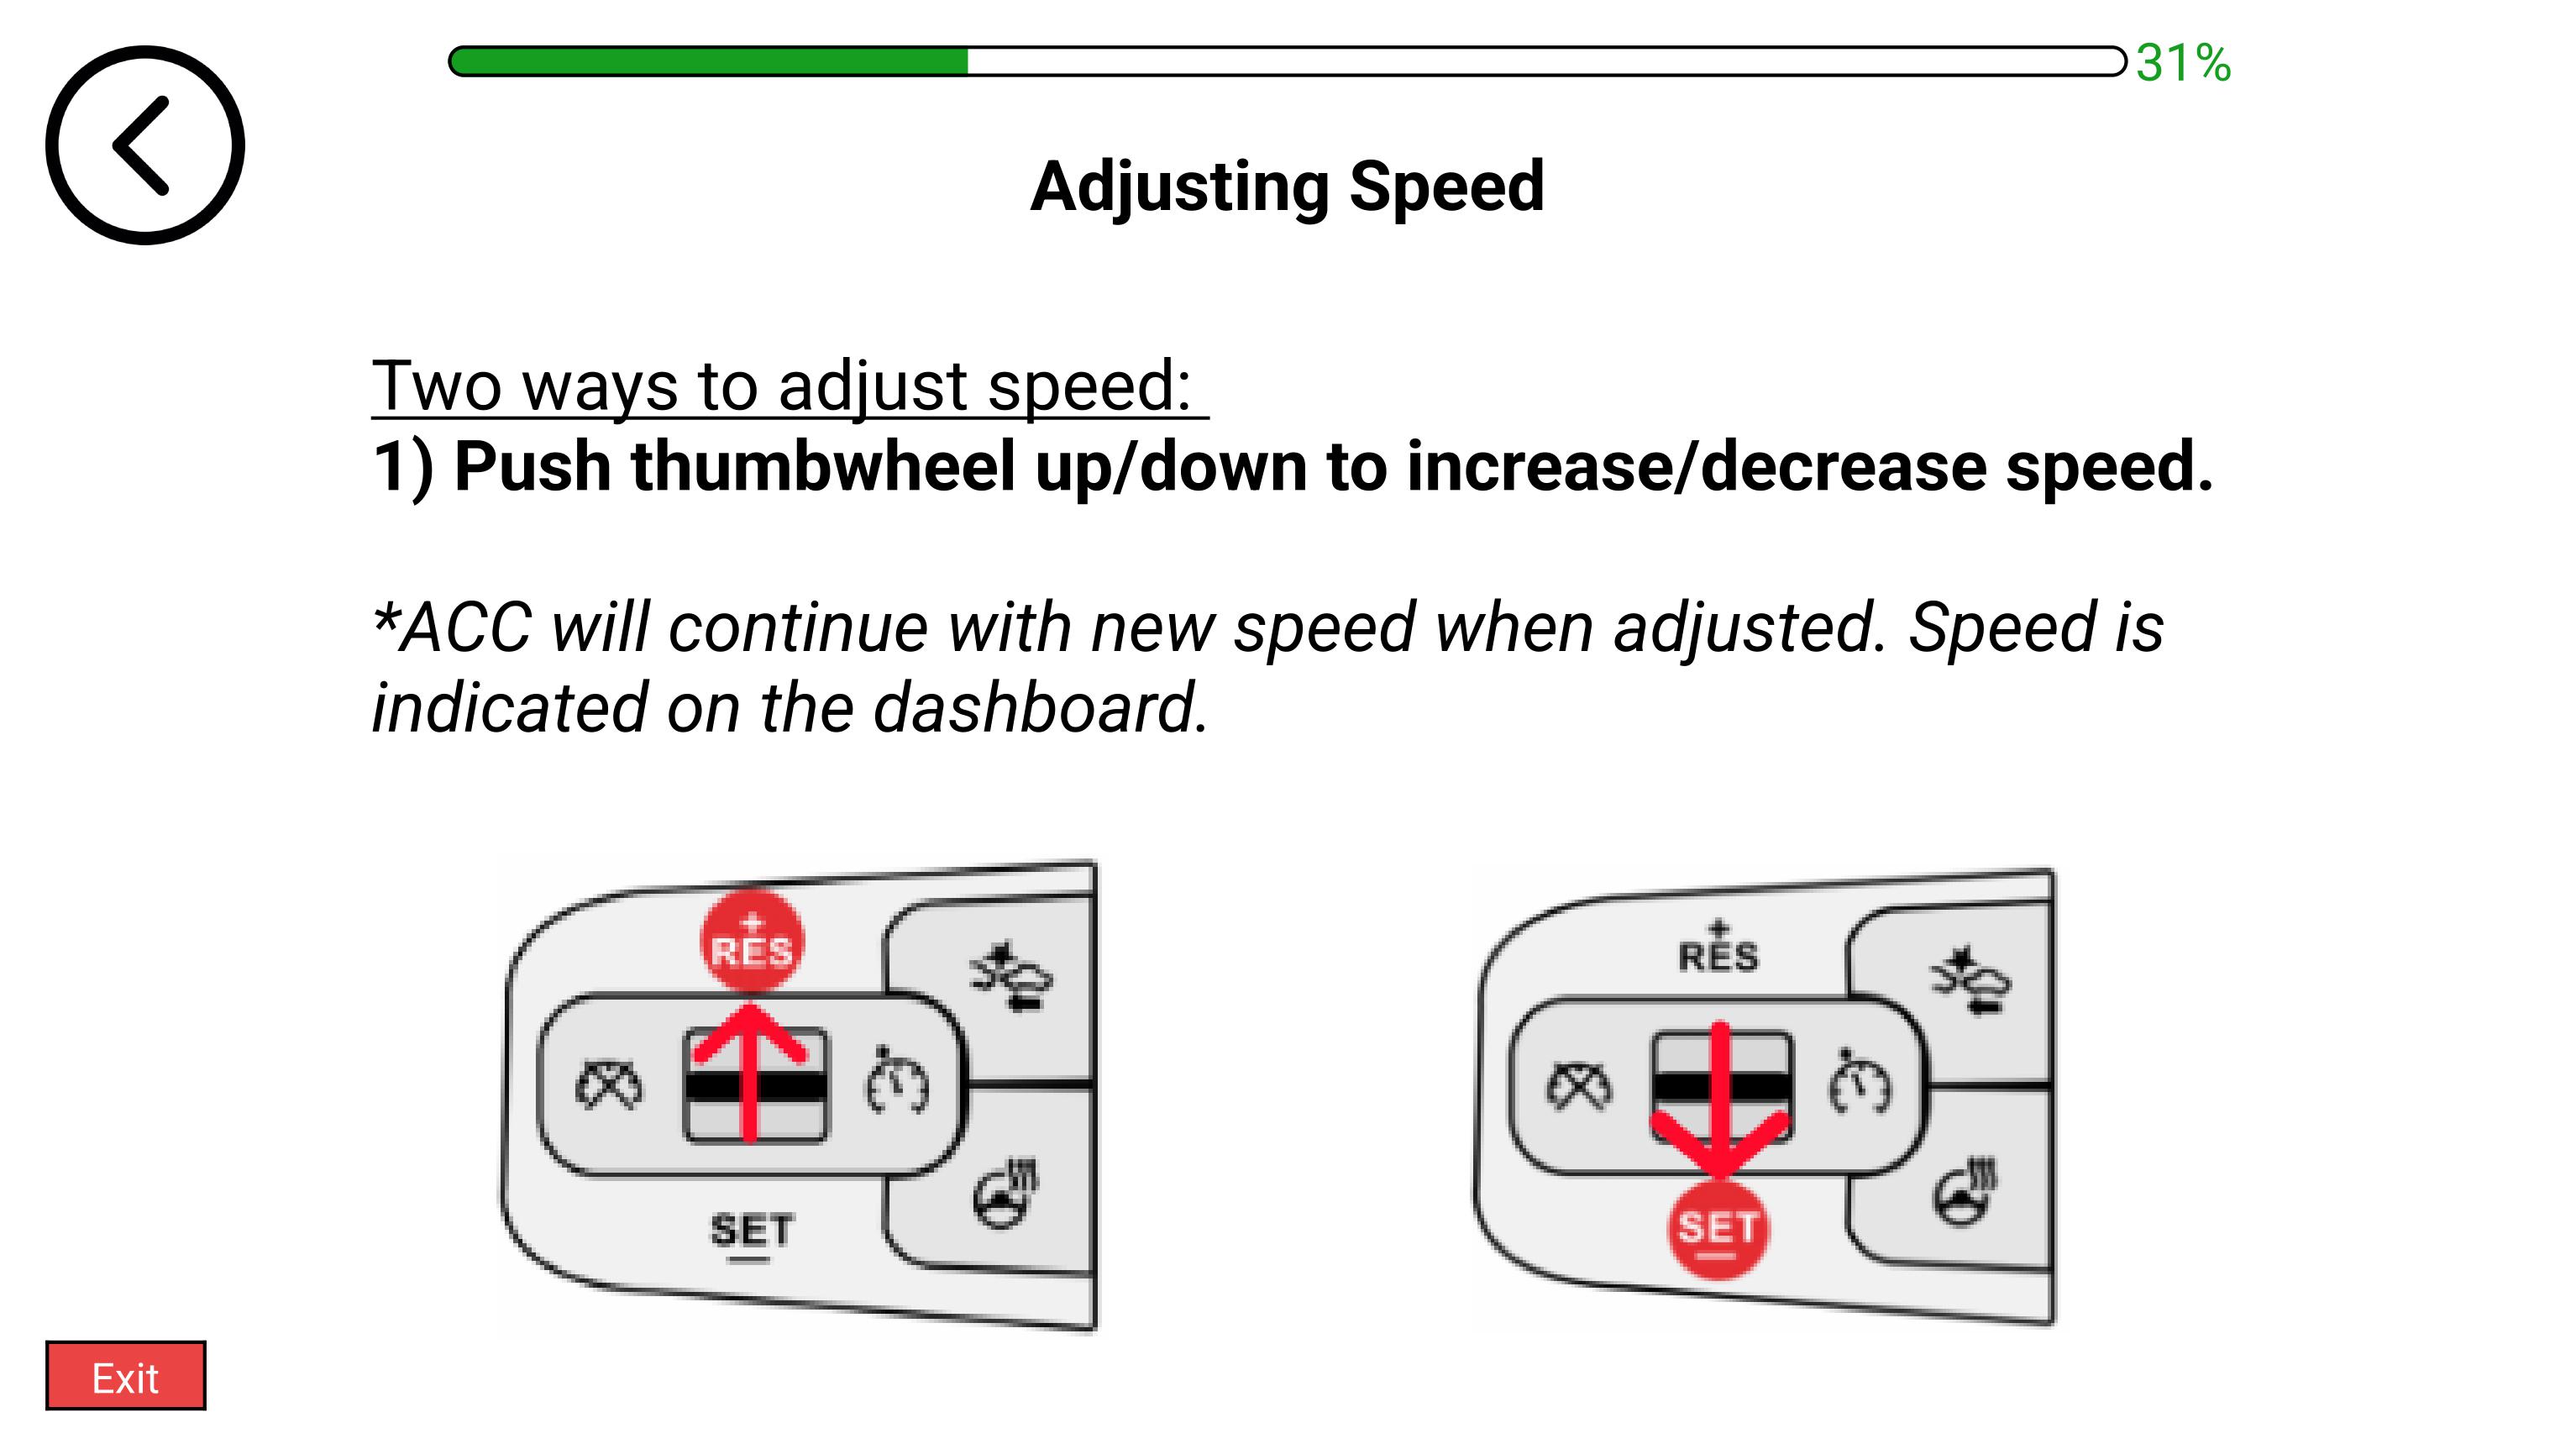 31%
Adjusting Speed
Two ways to adjust speed:
1) Push thumbwheel up/down to increase/decrease speed.
*ACC will continue with new speed when adjusted. Speed is
indicated on the dashboard.
+
RES
SET
—
+
RES
SET
—
Exit